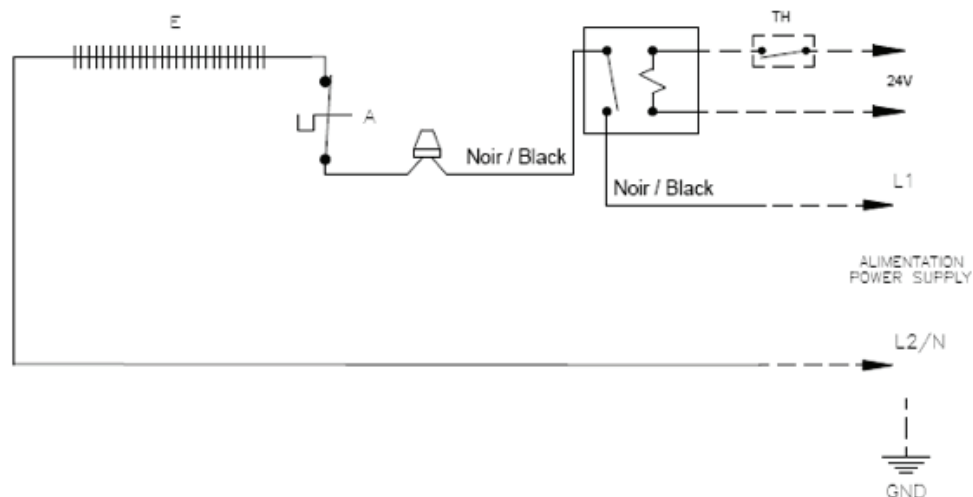 E
TH
24V
A
Noir / Black
Noir / Black
L1
ALIMENTATION
POWER SUPPLY
L2/N
GND